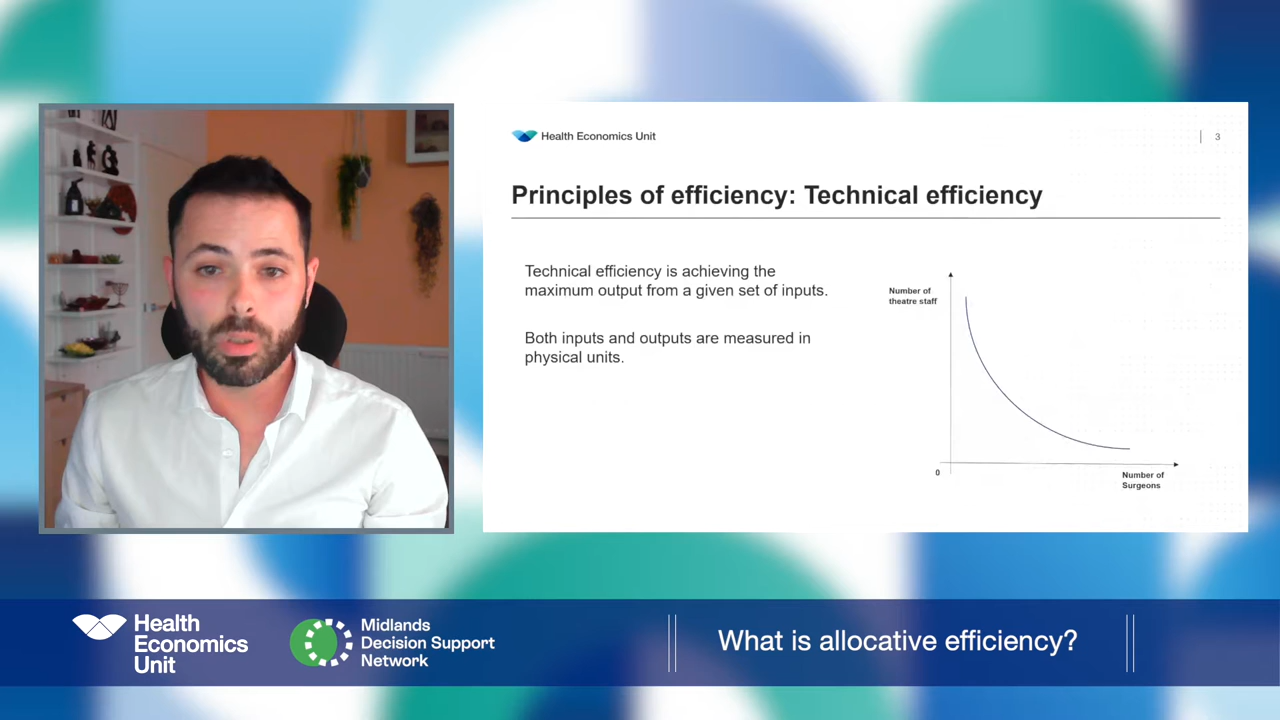 Health Economics Unit
3
Principles of efficiency: Technical efficiency
Technical efficiency is achieving the
maximum output from a given set of inputs.
Both inputs and outputs are measured in
physical units.
Number of
theatre staff
0
Number of
Surgeons
Health
Economics
Unit
Midlands
Decision Support
Network
What is allocative efficiency?